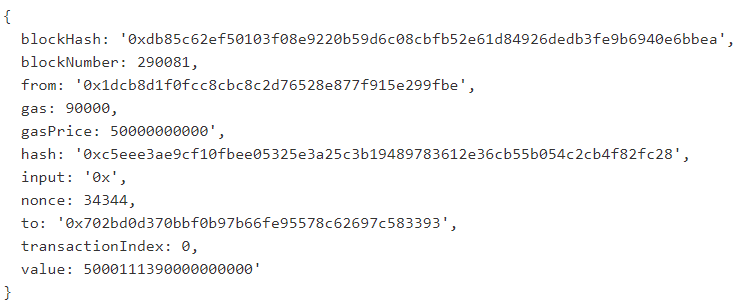 {
blockHash: '0xdb85c62ef50103f08e9220b59d6c08cbfb52e61d84926dedb3fe9b6940e6bbea',
blockNumber: 290081,
from: '0x1dcb8d1f0fcc8cbc8c2d76528e877f915e299fbe',
gas: 90000,
gasPrice: 50000000000',
hash: '0xc5eee3ae9cf10fbee05325e3a25c3b19489783612e36cb55b054c2cb4f82fc28',
input: '0x',
nonce: 34344,
to: '0x702bd0d370bbf0b97b66fe95578c62697c583393',
transactionIndex: 0,
value: 5000111390000000000'
}